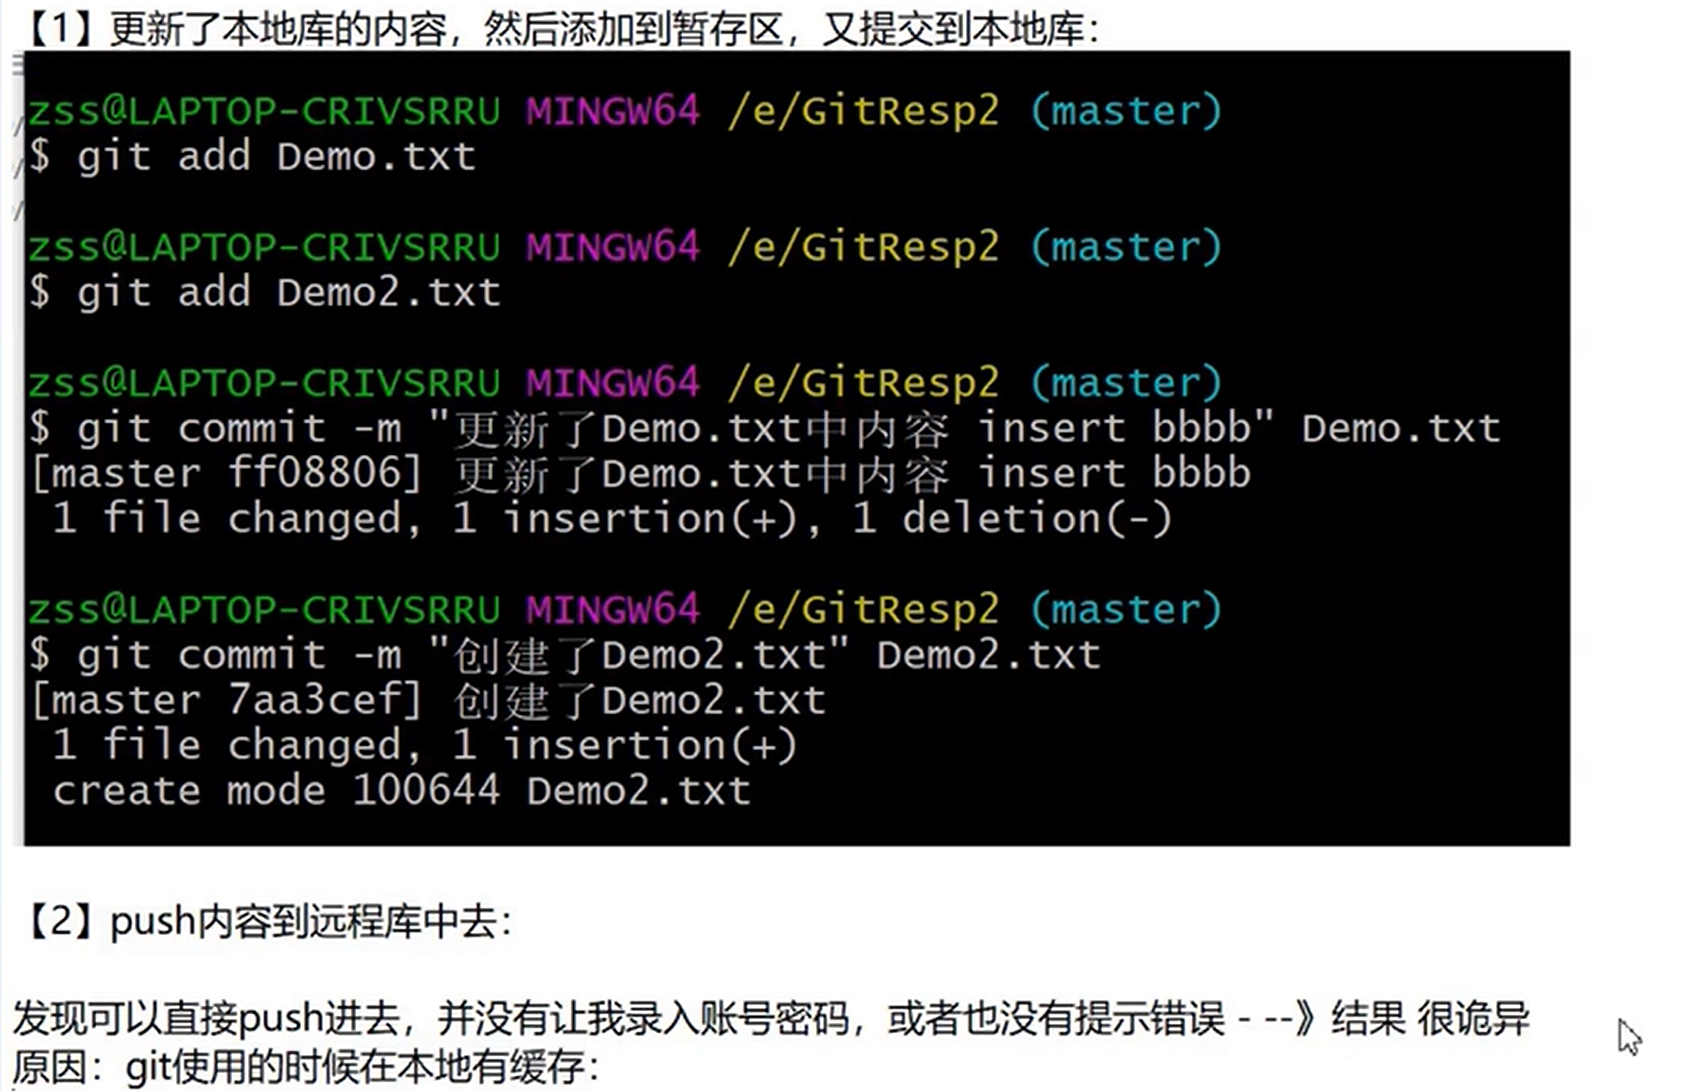 【1】更新了本地库的内容，然后添加到暂存区，又提交到本地库：
zss@LAPTOP-CRIVSRRU MINGW64 /e/GitResp2 (master)
$ git add Demo.txt
zss@LAPTOP-CRIVSRRU MINGW64 /e/GitResp2 (master)
$ git add Demo2.txt
zss@LAPTOP-CRIVSRRU MINGW64 /e/GitResp2 (master)
$ git commit -m "更新了Demo.txt中内容 insert bbbb" Demo.txt
[master ff08806] 更新了Demo.txt中内容 insert bbbb
1 file changed, 1 insertion(+), 1 deletion(-)
zss@LAPTOP-CRIVSRRU MINGW64 /e/GitResp2 (master)
$ git commit -m "创建了Demo2.txt" Demo2.txt
[master 7aa3cef] 创建了Demo2.txt
1 file changed, 1 insertion(+)
create mode 100644 Demo2.txt
【2】push内容到远程库中去：
发现可以直接push进去，并没有让我录入账号密码，或者也没有提示错误 - --》结果 很诡异
原因：git使用的时候在本地有缓存：